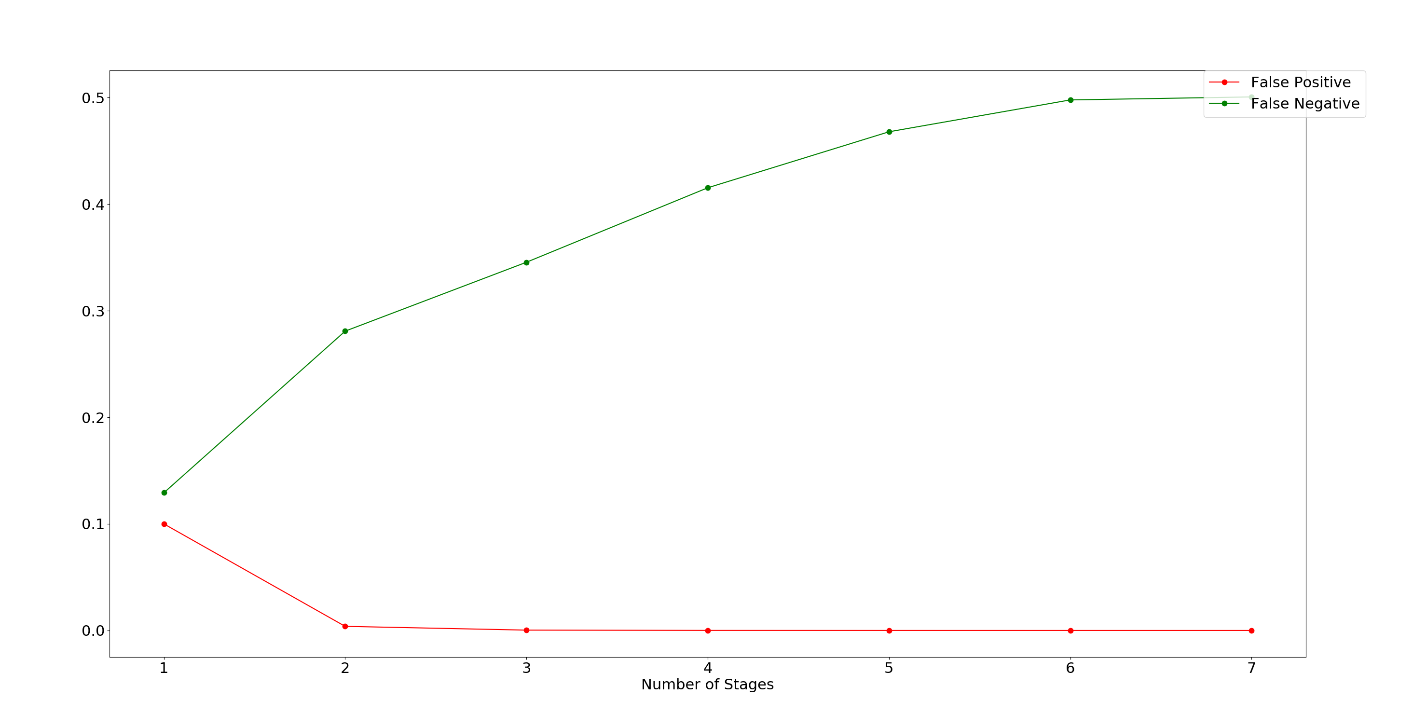 False Positive
False Negative
0.5
0.4
0.3
0.2
0.1
0.0
1 2 3 4 5 6 7
Number of Stages